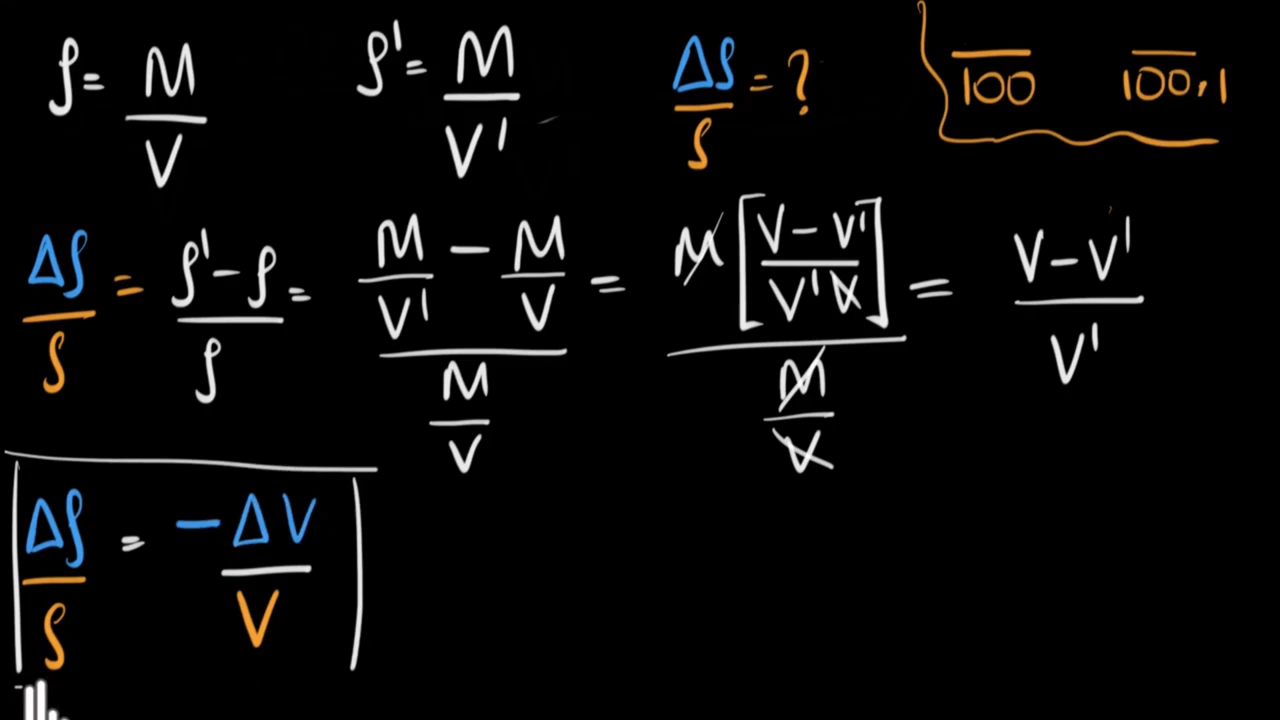 ρ = M/V ρ' = M/V' Δρ/ρ = ? 100 100.1
Δρ/ρ = (ρ' - ρ)/ρ = (M/V' - M/V)/(M/V) = M[(V - V')/(V'V)]/(M/V) = (V - V')/V'
Δρ/ρ = -ΔV/V